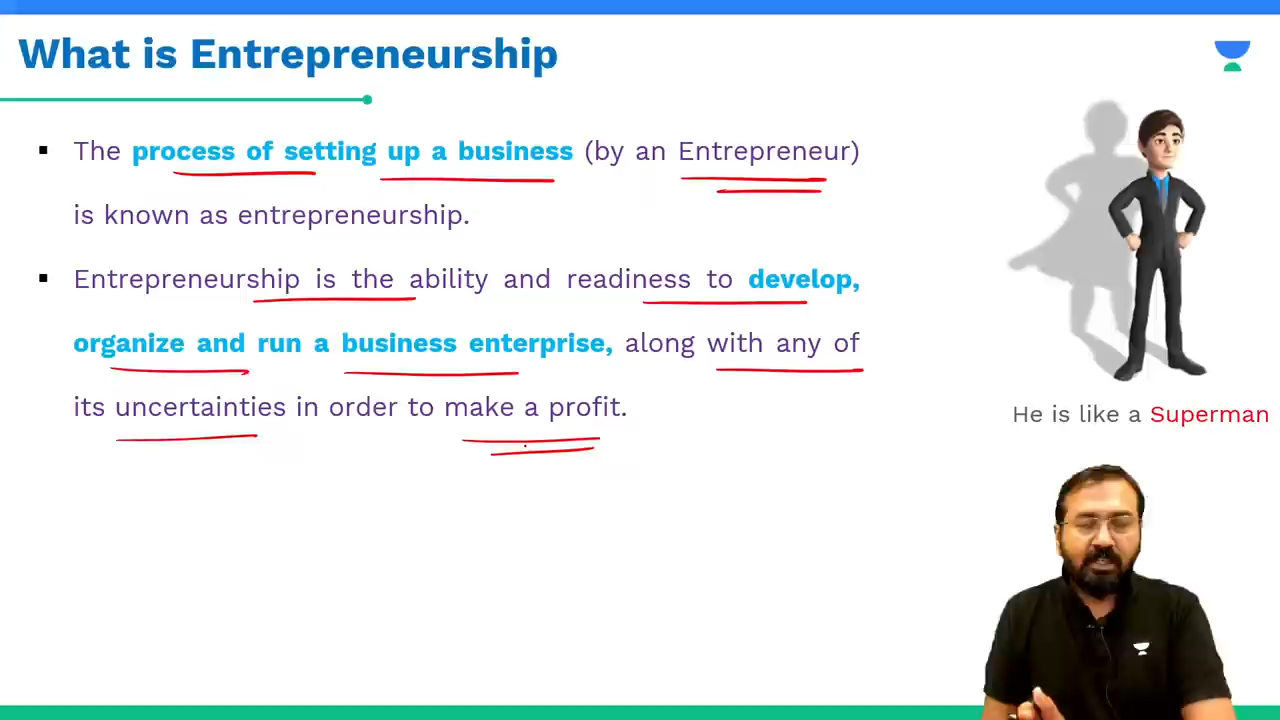 What is Entrepreneurship
▪ The process of setting up a business (by an Entrepreneur)
is known as entrepreneurship.
▪ Entrepreneurship is the ability and readiness to develop,
organize and run a business enterprise, along with any of
its uncertainties in order to make a profit.
He is like a Superman